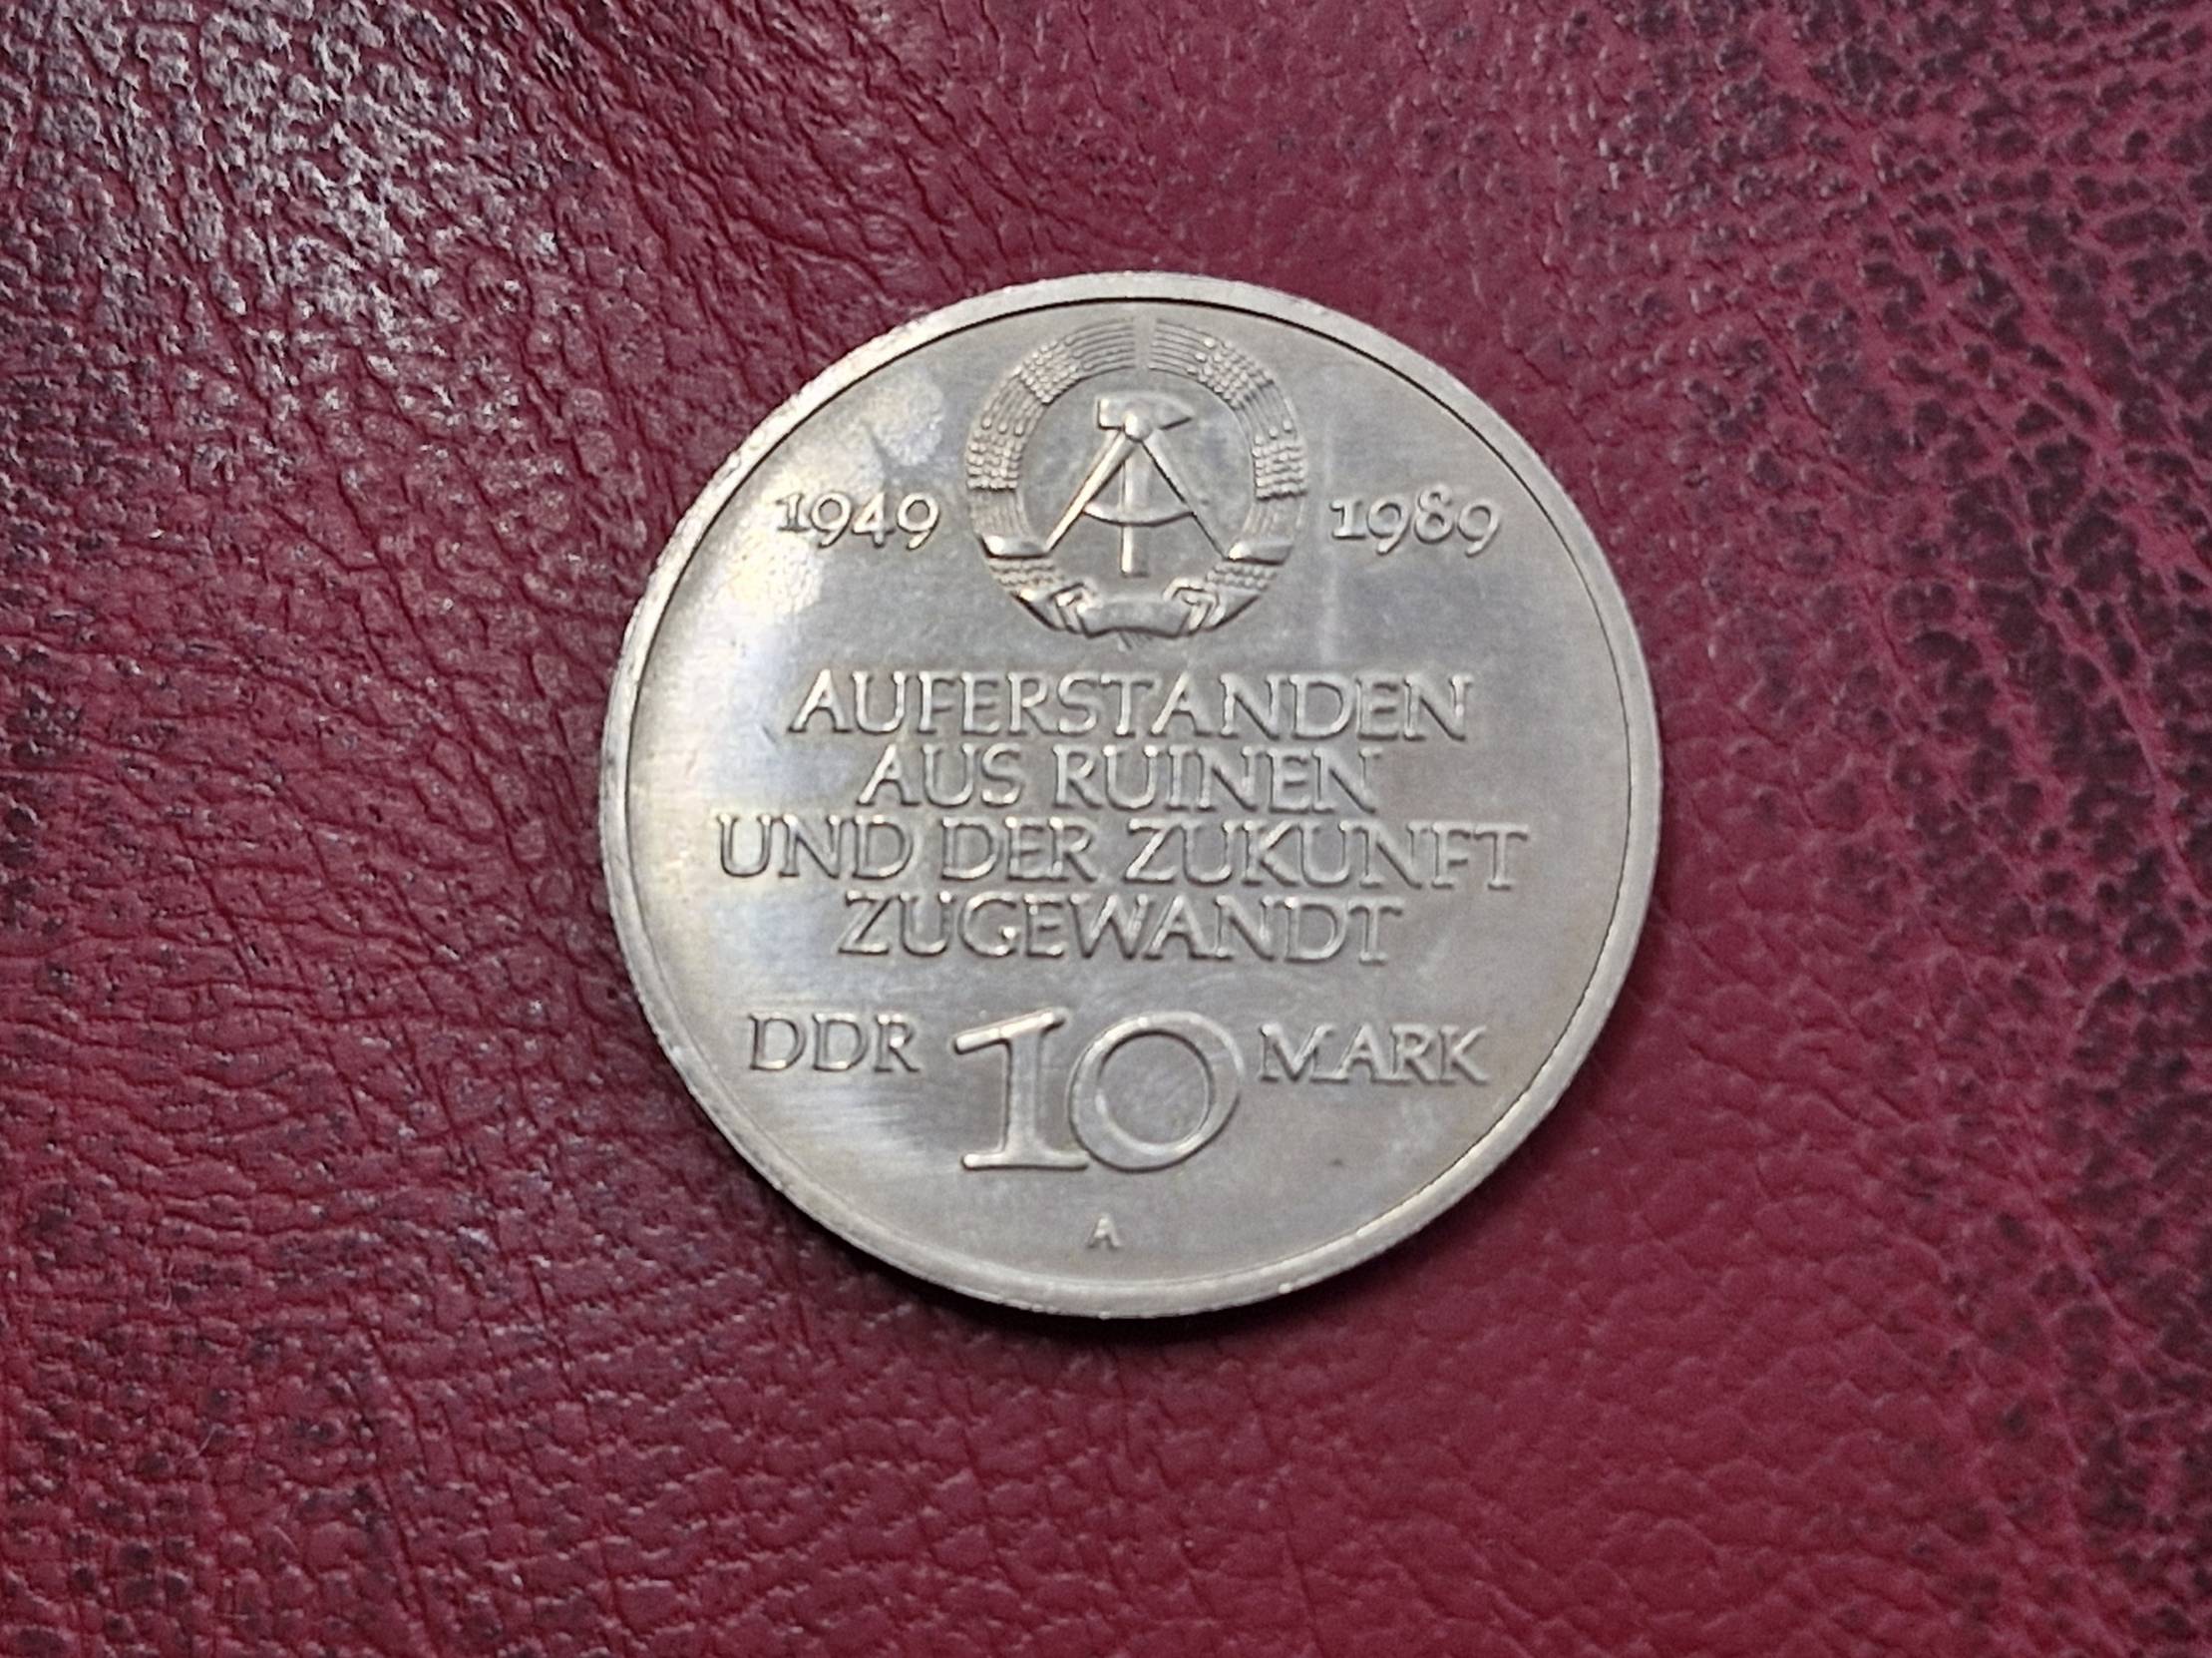 1949 1989
AUFERSTANDEN
AUS RUINEN
UND DER ZUKUNFT
ZUGEWANDT
DDR 10 MARK
A